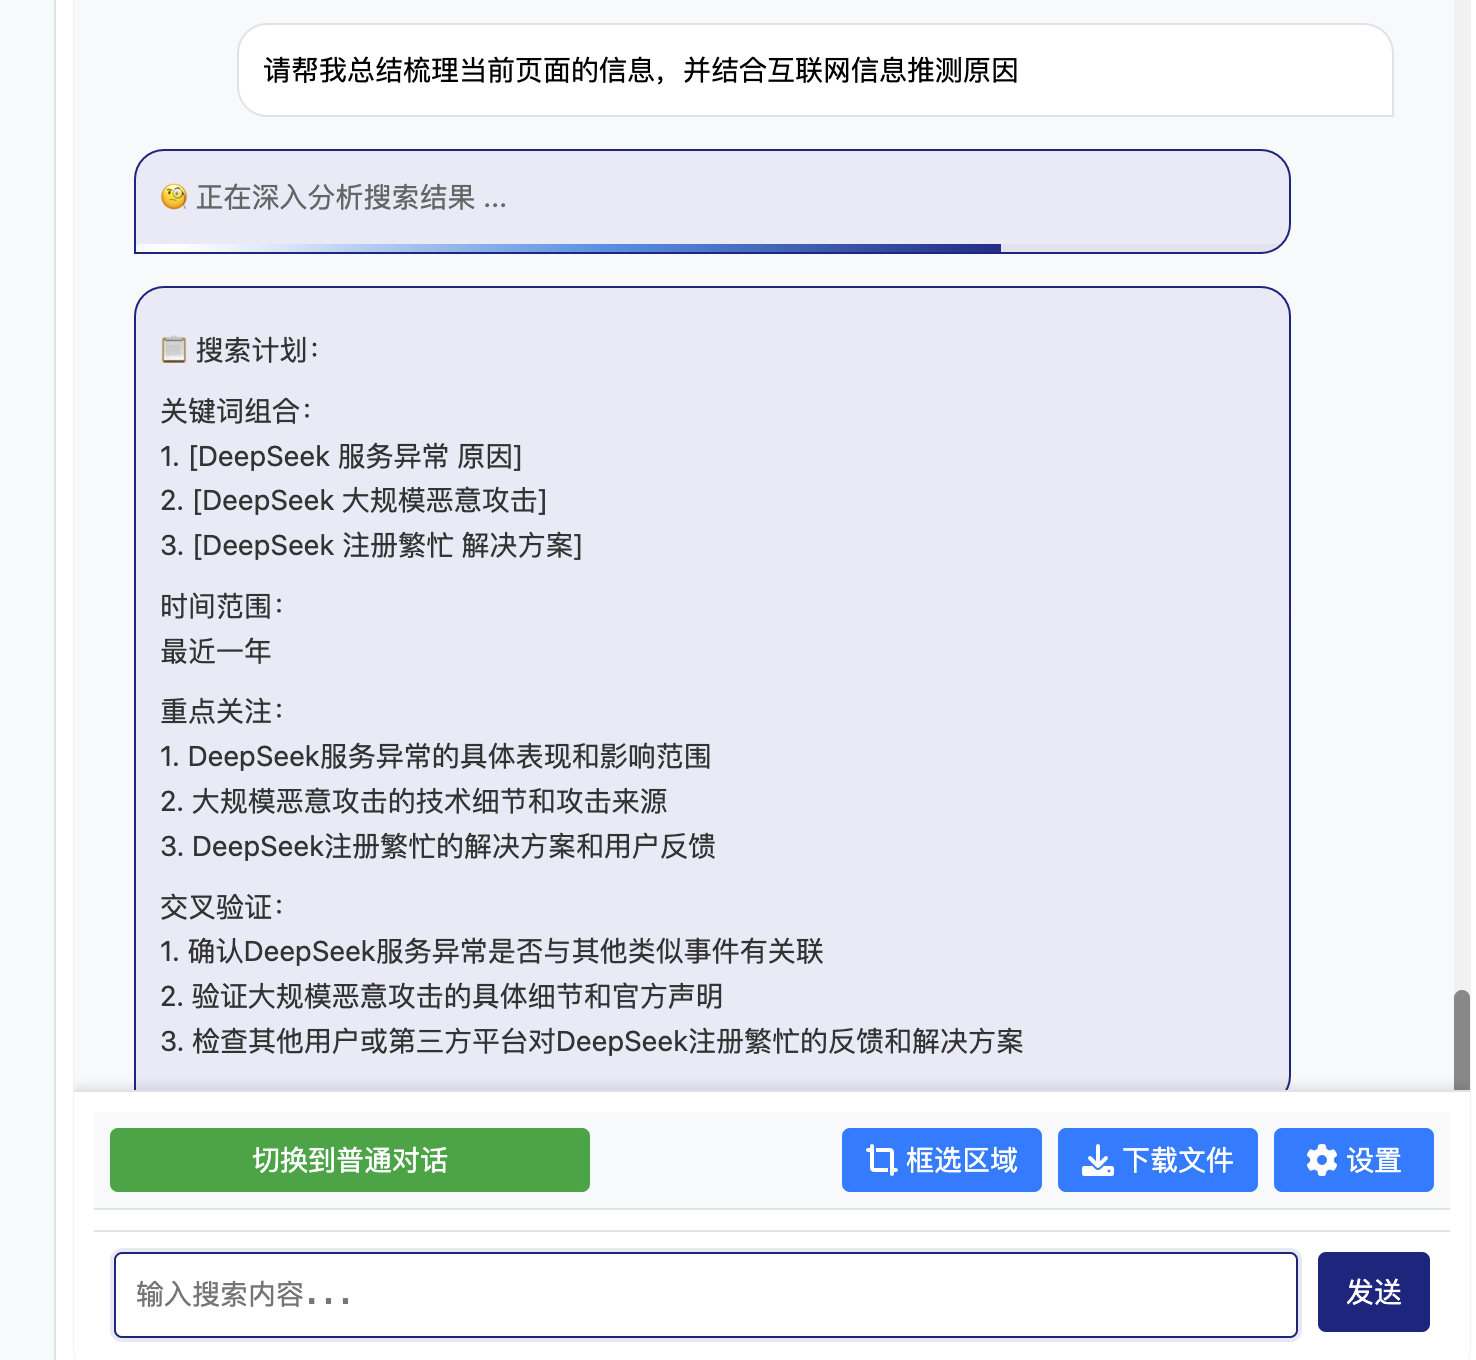 请帮我总结梳理当前页面的信息，并结合互联网信息推测原因
正在深入分析搜索结果 ...
搜索计划：
关键词组合：
1. [DeepSeek 服务异常 原因]
2. [DeepSeek 大规模恶意攻击]
3. [DeepSeek 注册繁忙 解决方案]
时间范围：
最近一年
重点关注：
1. DeepSeek服务异常的具体表现和影响范围
2. 大规模恶意攻击的技术细节和攻击来源
3. DeepSeek注册繁忙的解决方案和用户反馈
交叉验证：
1. 确认DeepSeek服务异常是否与其他类似事件有关联
2. 验证大规模恶意攻击的具体细节和官方声明
3. 检查其他用户或第三方平台对DeepSeek注册繁忙的反馈和解决方案
切换到普通对话 框选区域 下载文件 设置
输入搜索内容... 发送